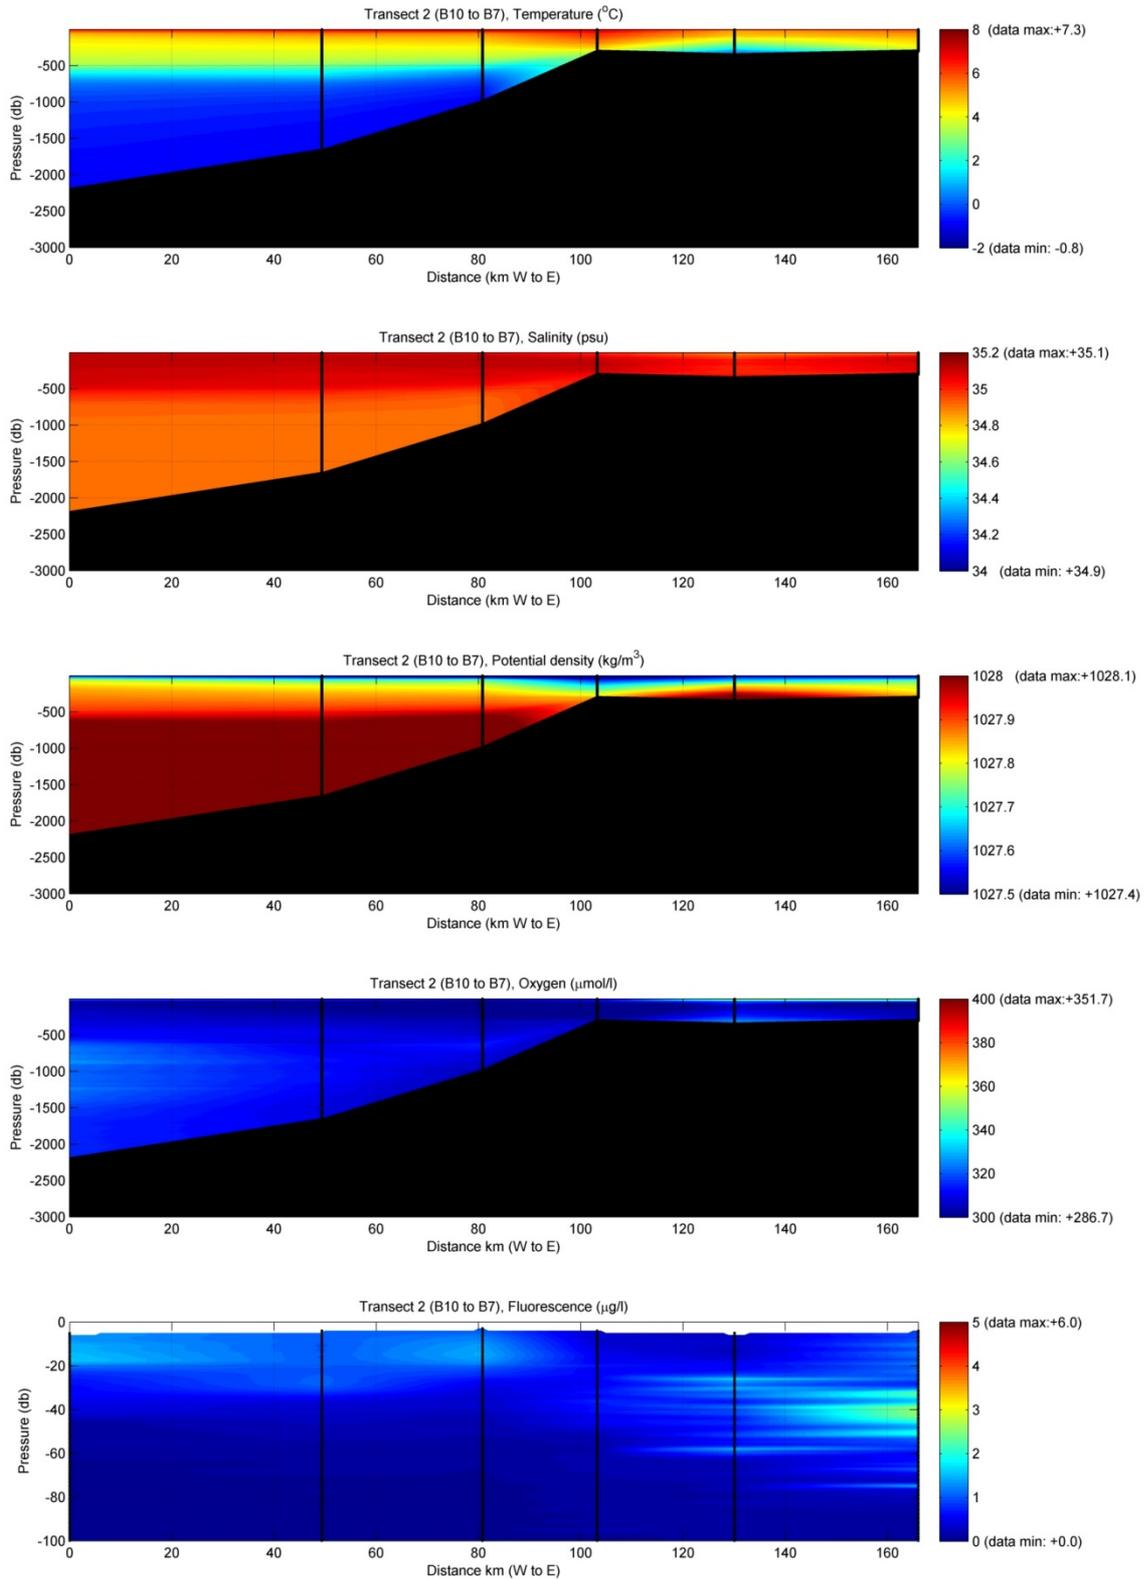 Transect 2 (B10 to B7), Temperature (°C)
8 (data max:+7.3)
6
4
2
0
-2 (data min: -0.8)
-500
-1000
-1500
-2000
-2500
-3000
Pressure (db)
0 20 40 60 80 100 120 140 160
Distance (km W to E)
Transect 2 (B10 to B7), Salinity (psu)
35.2 (data max:+35.1)
35
34.8
34.6
34.4
34.2
34 (data min: +34.9)
-500
-1000
-1500
-2000
-2500
-3000
Pressure (db)
0 20 40 60 80 100 120 140 160
Distance (km W to E)
Transect 2 (B10 to B7), Potential density (kg/m³)
1028 (data max:+1028.1)
1027.9
1027.8
1027.7
1027.6
1027.5 (data min: +1027.4)
-500
-1000
-1500
-2000
-2500
-3000
Pressure (db)
0 20 40 60 80 100 120 140 160
Distance (km W to E)
Transect 2 (B10 to B7), Oxygen (μmol/l)
400 (data max:+351.7)
380
360
340
320
300 (data min: +286.7)
-500
-1000
-1500
-2000
-2500
-3000
Pressure (db)
0 20 40 60 80 100 120 140 160
Distance km (W to E)
Transect 2 (B10 to B7), Fluorescence (μg/l)
5 (data max:+6.0)
4
3
2
1
0 (data min: +0.0)
0
-20
-40
-60
-80
-100
Pressure (db)
0 20 40 60 80 100 120 140 160
Distance km (W to E)